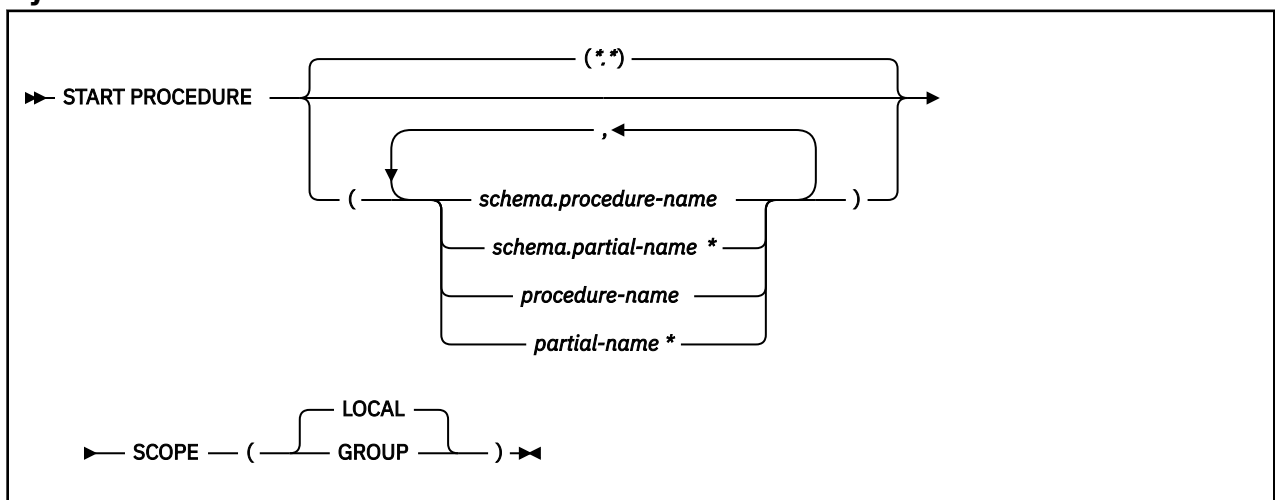 (*.*)
START PROCEDURE
,
( schema.procedure-name )
schema.partial-name *
procedure-name
partial-name *
LOCAL
SCOPE ( GROUP )